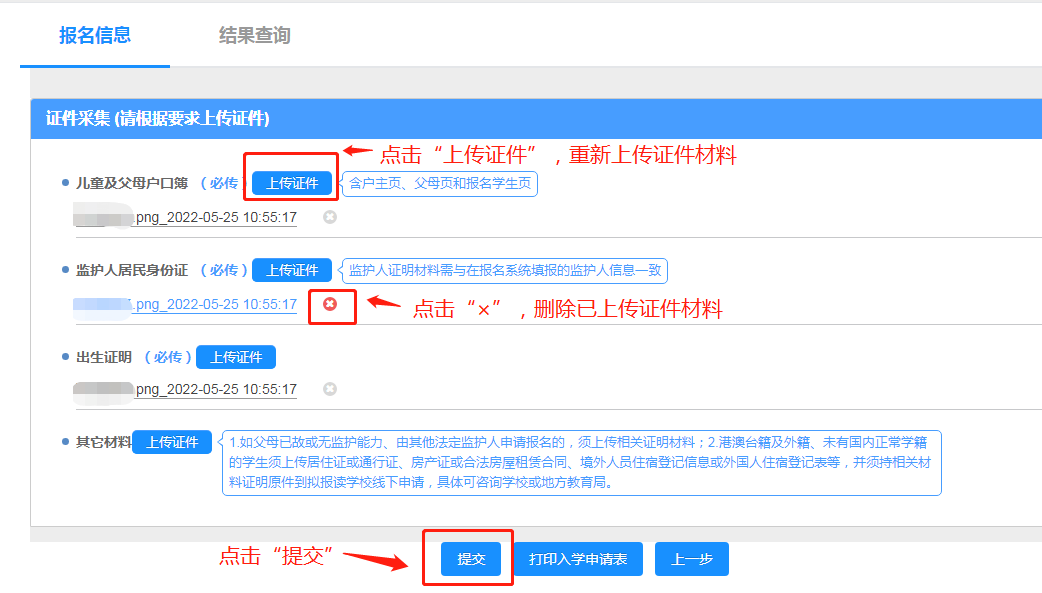 报名信息 结果查询
证件采集 (请根据要求上传证件)
点击“上传证件”，重新上传证件材料
儿童及父母户口簿 （必传） 上传证件 含户主页、父母页和报名学生页
.png_2022-05-25 10:55:17
监护人居民身份证 （必传） 上传证件 监护人证明材料需与在报名系统填报的监护人信息一致
.png_2022-05-25 10:55:17
点击“×”，删除已上传证件材料
出生证明 （必传） 上传证件
.png_2022-05-25 10:55:17
其它材料 上传证件 1.如父母已故或无监护能力、由其他法定监护人申请报名的，须上传相关证明材料；2.港澳台籍及外籍、未有国内正常学籍
的学生须上传居住证或通行证、房产证或合法房屋租赁合同、境外人员住宿登记信息或外国人住宿登记表等，并须持相关材
料证明原件到拟报读学校线下申请，具体可咨询学校或地方教育局。
点击“提交” 提交 打印入学申请表 上一步